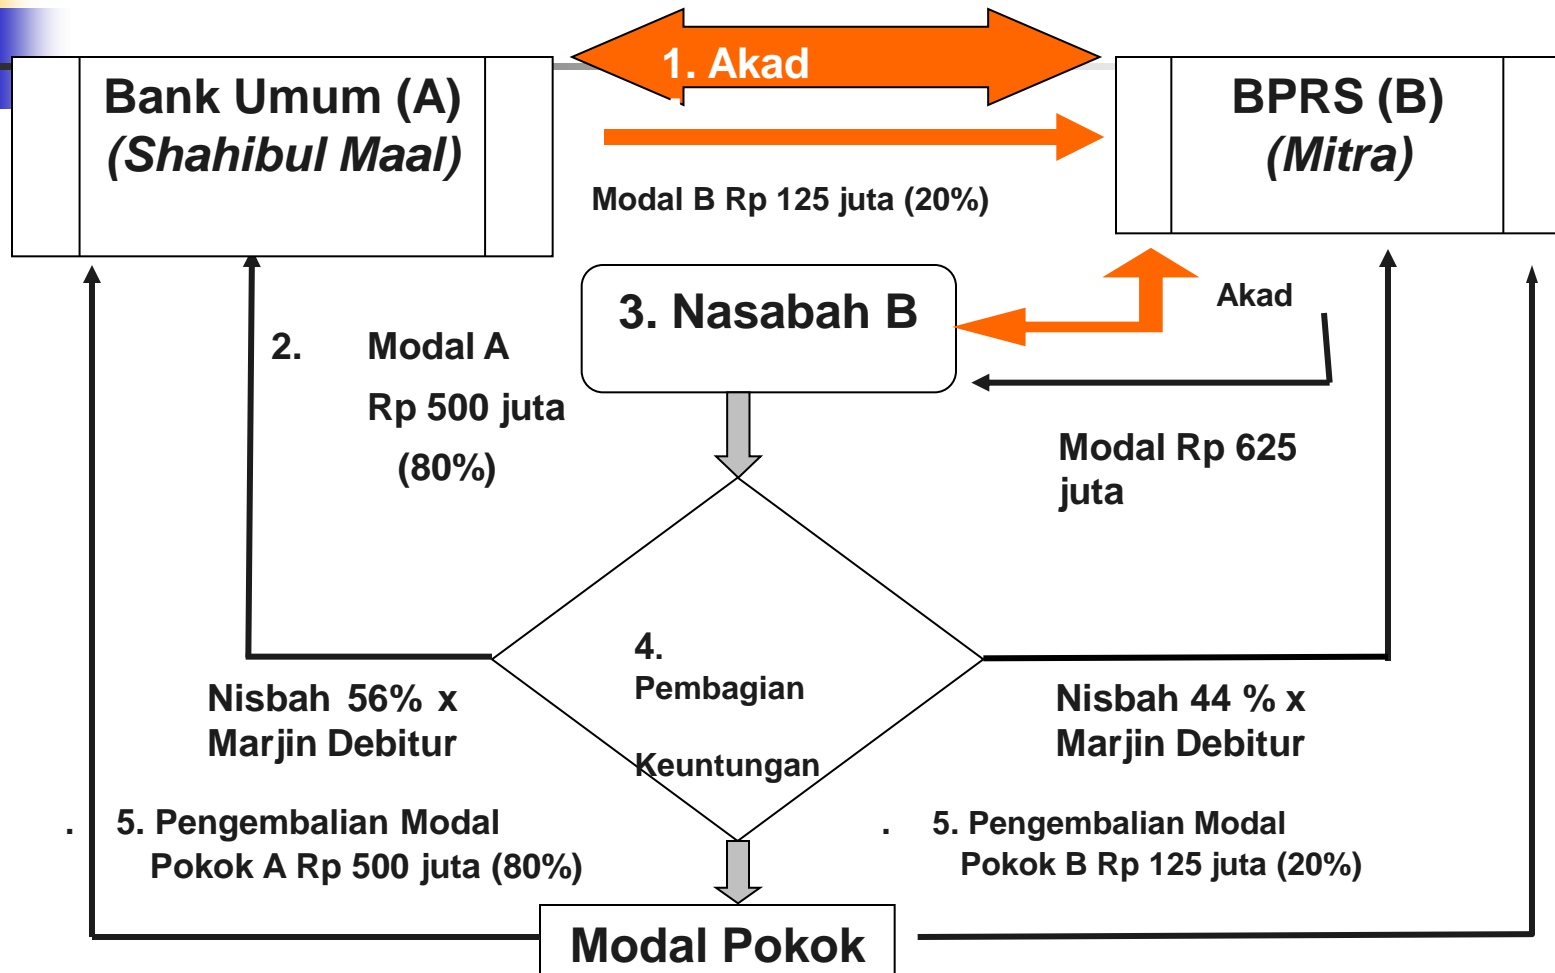 1. Akad
Bank Umum (A)
(Shahibul Maal)
BPRS (B)
(Mitra)
Modal B Rp 125 juta (20%)
3. Nasabah B
Akad
2. Modal A
Rp 500 juta
(80%)
Modal Rp 625
juta
4.
Pembagian
Keuntungan
Nisbah 56% x
Marjin Debitur
Nisbah 44 % x
Marjin Debitur
. 5. Pengembalian Modal
Pokok A Rp 500 juta (80%)
. 5. Pengembalian Modal
Pokok B Rp 125 juta (20%)
Modal Pokok